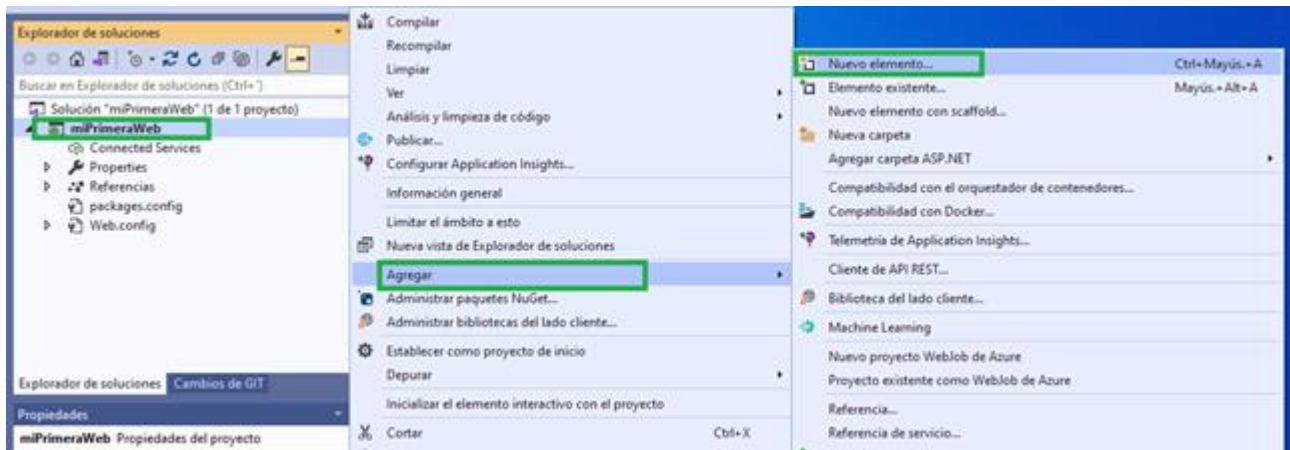 Explorador de soluciones
Buscar en Explorador de soluciones (Ctrl+¨)
Solución "miPrimeraWeb" (1 de 1 proyecto)
miPrimeraWeb
Connected Services
Properties
Referencias
packages.config
Web.config
Explorador de soluciones Cambios de GIT
Propiedades
miPrimeraWeb Propiedades del proyecto
Compilar
Recompilar
Limpiar
Ver
Análisis y limpieza de código
Publicar...
Configurar Application Insights...
Información general
Limitar el ámbito a esto
Nueva vista de Explorador de soluciones
Agregar
Administrar paquetes NuGet...
Administrar bibliotecas del lado cliente...
Establecer como proyecto de inicio
Depurar
Inicializar el elemento interactivo con el proyecto
Cortar Ctrl+X
Nuevo elemento... Ctrl+Mayús.+A
Elemento existente... Mayús.+Alt+A
Nuevo elemento con scaffold...
Nueva carpeta
Agregar carpeta ASP.NET
Compatibilidad con el orquestador de contenedores...
Compatibilidad con Docker...
Telemetría de Application Insights...
Cliente de API REST...
Biblioteca del lado cliente...
Machine Learning
Nuevo proyecto WebJob de Azure
Proyecto existente como WebJob de Azure
Referencia...
Referencia de servicio...